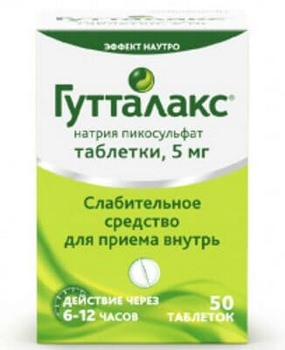 ЭФФЕКТ НАУТРО
Гутталакс®
натрия пикосульфат
таблетки, 5 мг
Слабительное
средство
для приема внутрь
ДЕЙСТВИЕ ЧЕРЕЗ
6-12 ЧАСОВ
50
ТАБЛЕТОК